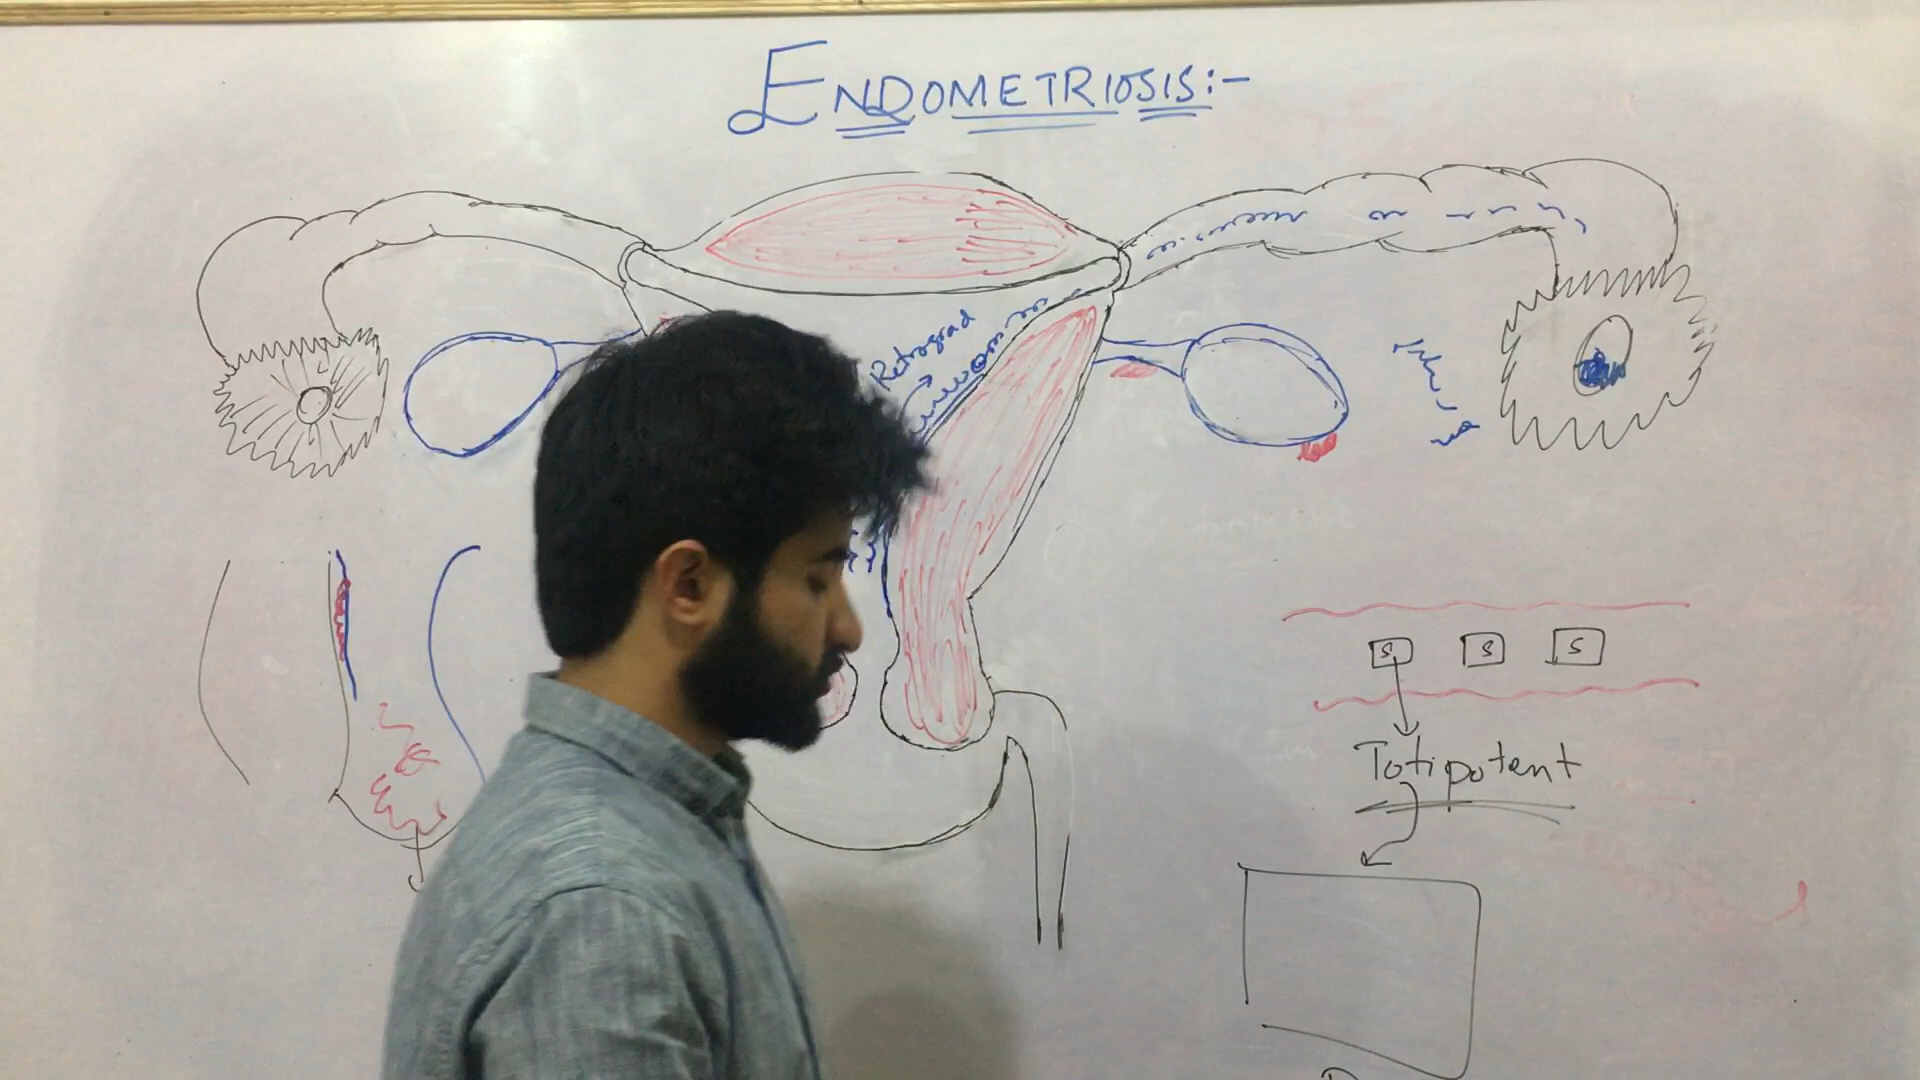 ENDOMETRIOSIS:-
Retrograd
S S S
Totipotent